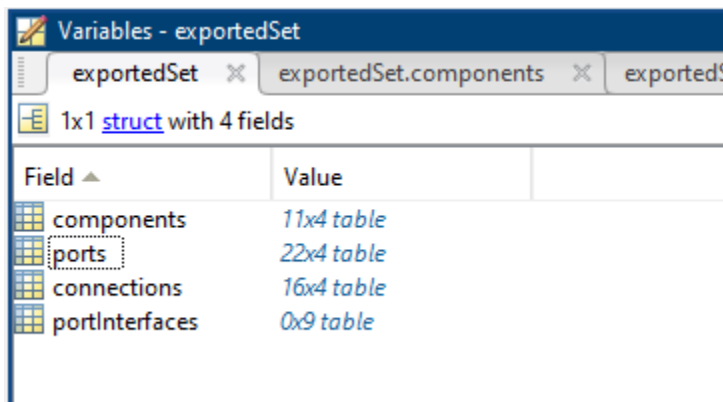 Variables - exportedSet
exportedSet exportedSet.components
1x1 struct with 4 fields
Field Value
components 11x4 table
ports 22x4 table
connections 16x4 table
portInterfaces 0x9 table